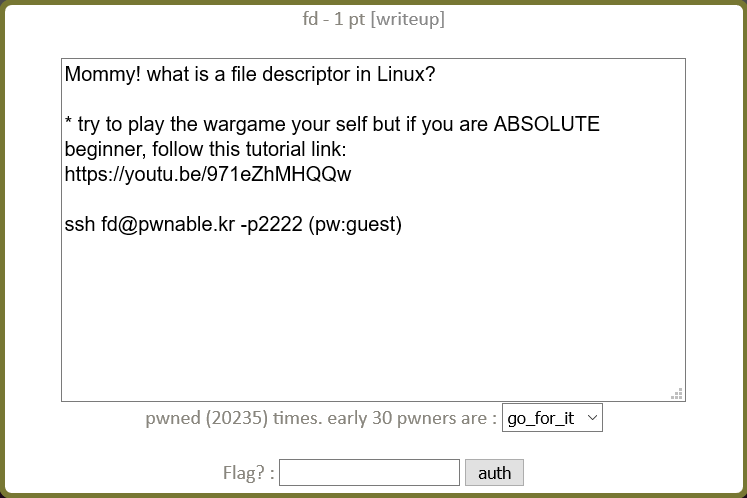 fd - 1 pt [writeup]
Mommy! what is a file descriptor in Linux?
* try to play the wargame your self but if you are ABSOLUTE
beginner, follow this tutorial link:
https://youtu.be/971eZhMHQQw
ssh fd@pwnable.kr -p2222 (pw:guest)
pwned (20235) times. early 30 pwners are : go_for_it
Flag? : auth